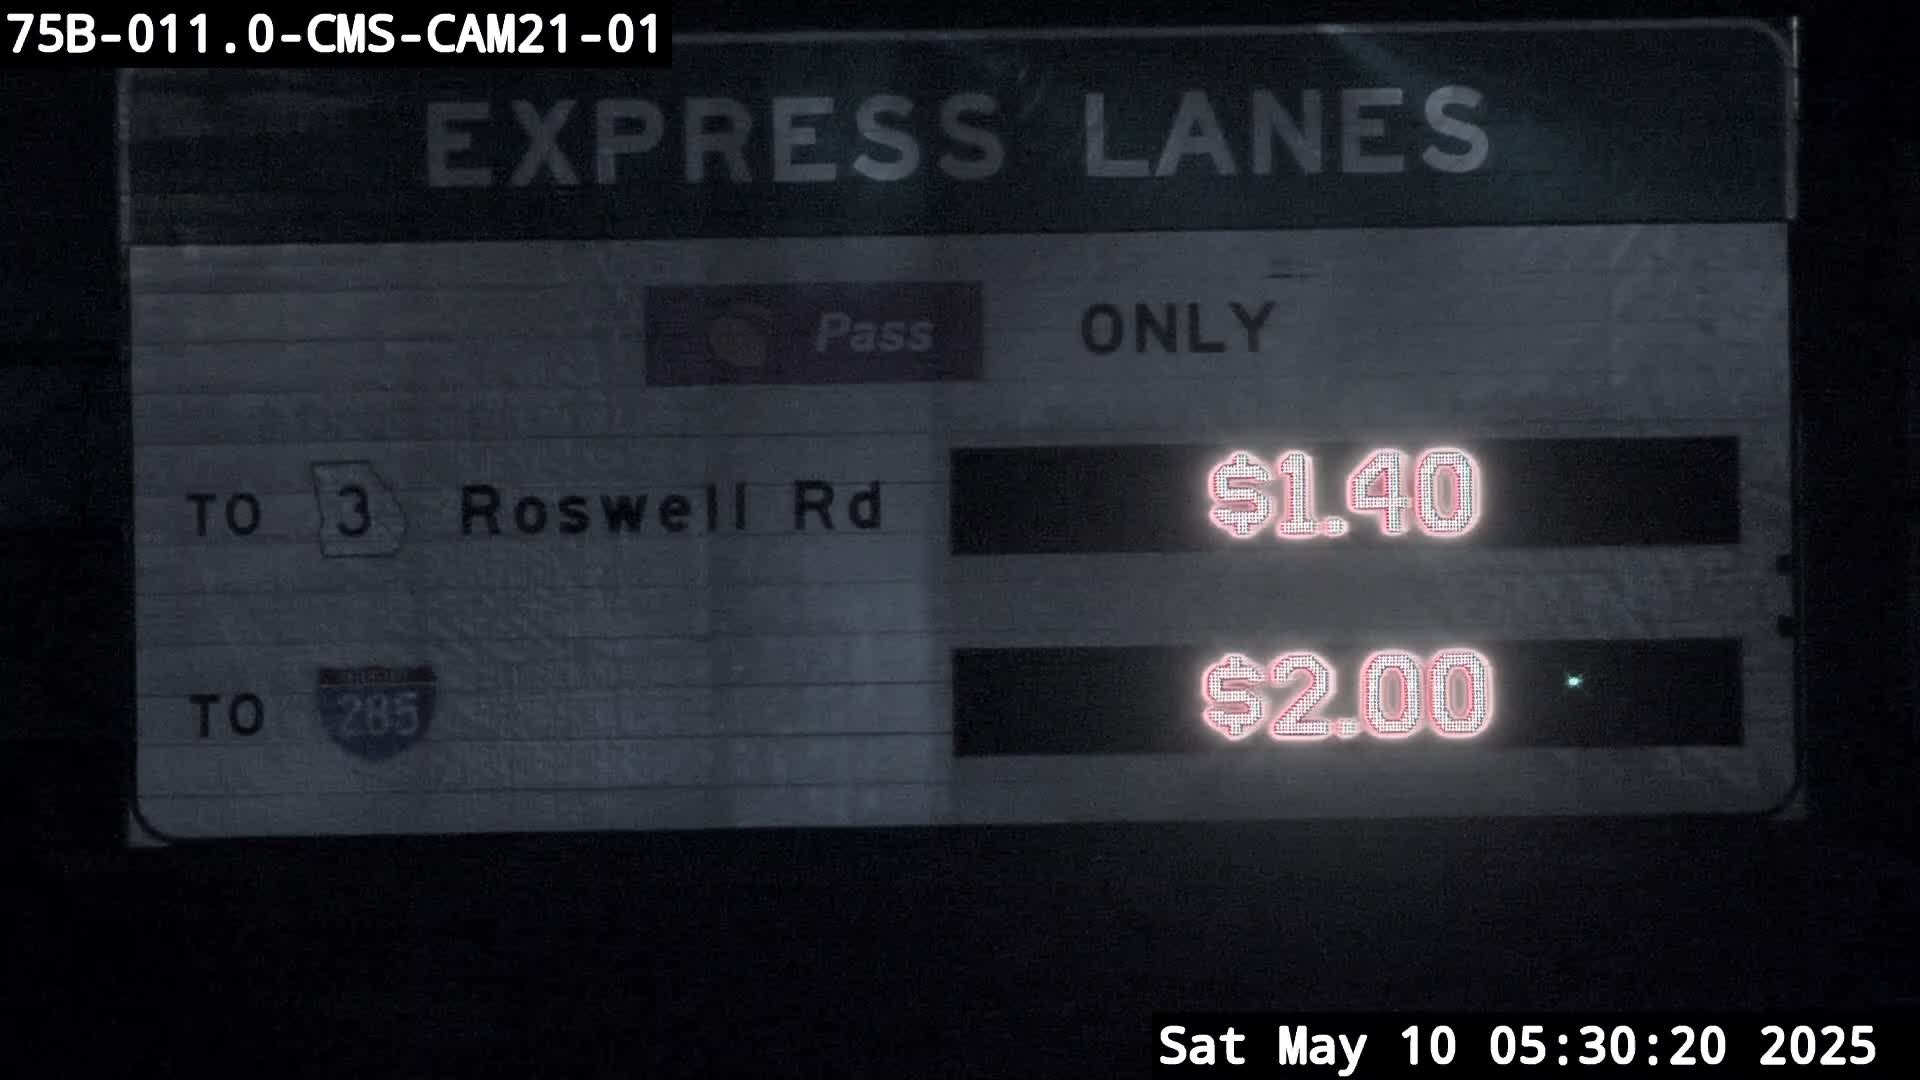 75B-011.0-CMS-CAM21-01
EXPRESS LANES
Pass ONLY
TO 3 Roswell Rd $1.40
TO 285 $2.00
Sat May 10 05:30:20 2025